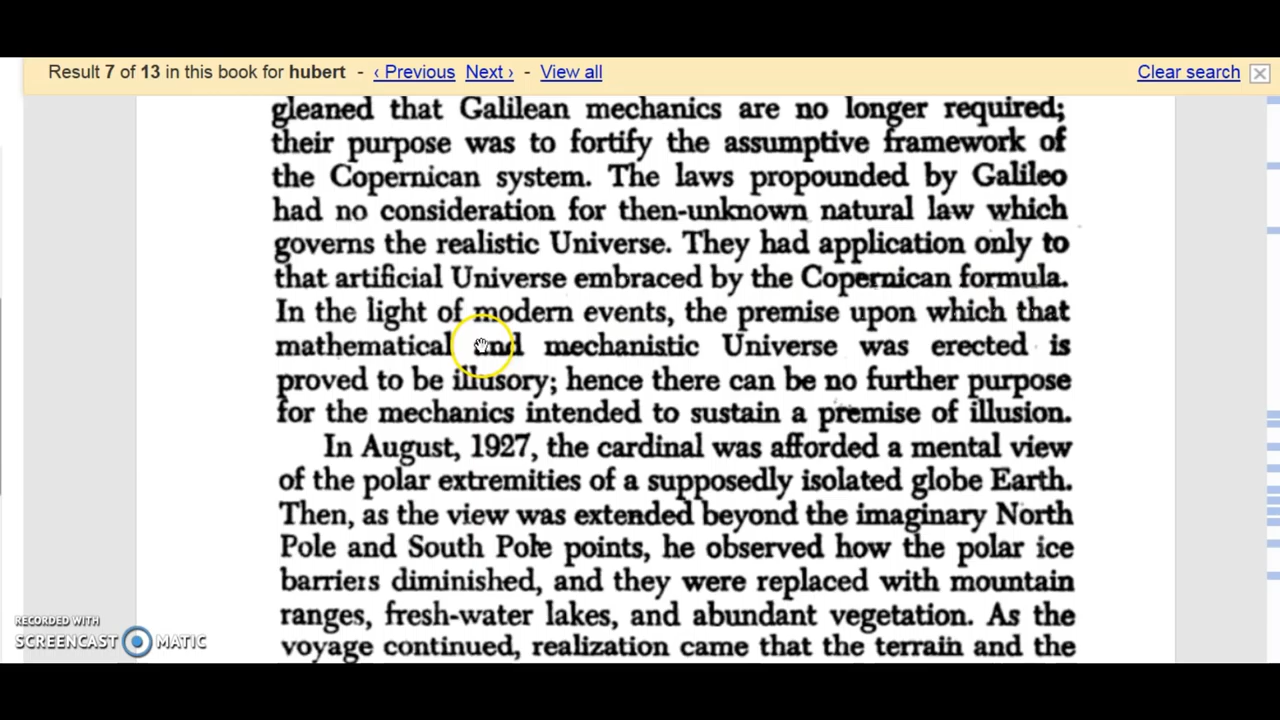 Result 7 of 13 in this book for hubert - ‹ Previous Next › - View all Clear search
gleaned that Galilean mechanics are no longer required;
their purpose was to fortify the assumptive framework of
the Copernican system. The laws propounded by Galileo
had no consideration for then-unknown natural law which
governs the realistic Universe. They had application only to
that artificial Universe embraced by the Copernican formula.
In the light of modern events, the premise upon which that
mathematical and mechanistic Universe was erected is
proved to be illusory; hence there can be no further purpose
for the mechanics intended to sustain a premise of illusion.
In August, 1927, the cardinal was afforded a mental view
of the polar extremities of a supposedly isolated globe Earth.
Then, as the view was extended beyond the imaginary North
Pole and South Pole points, he observed how the polar ice
barriers diminished, and they were replaced with mountain
ranges, fresh-water lakes, and abundant vegetation. As the
voyage continued, realization came that the terrain and the
RECORDED WITH
SCREENCAST MATIC